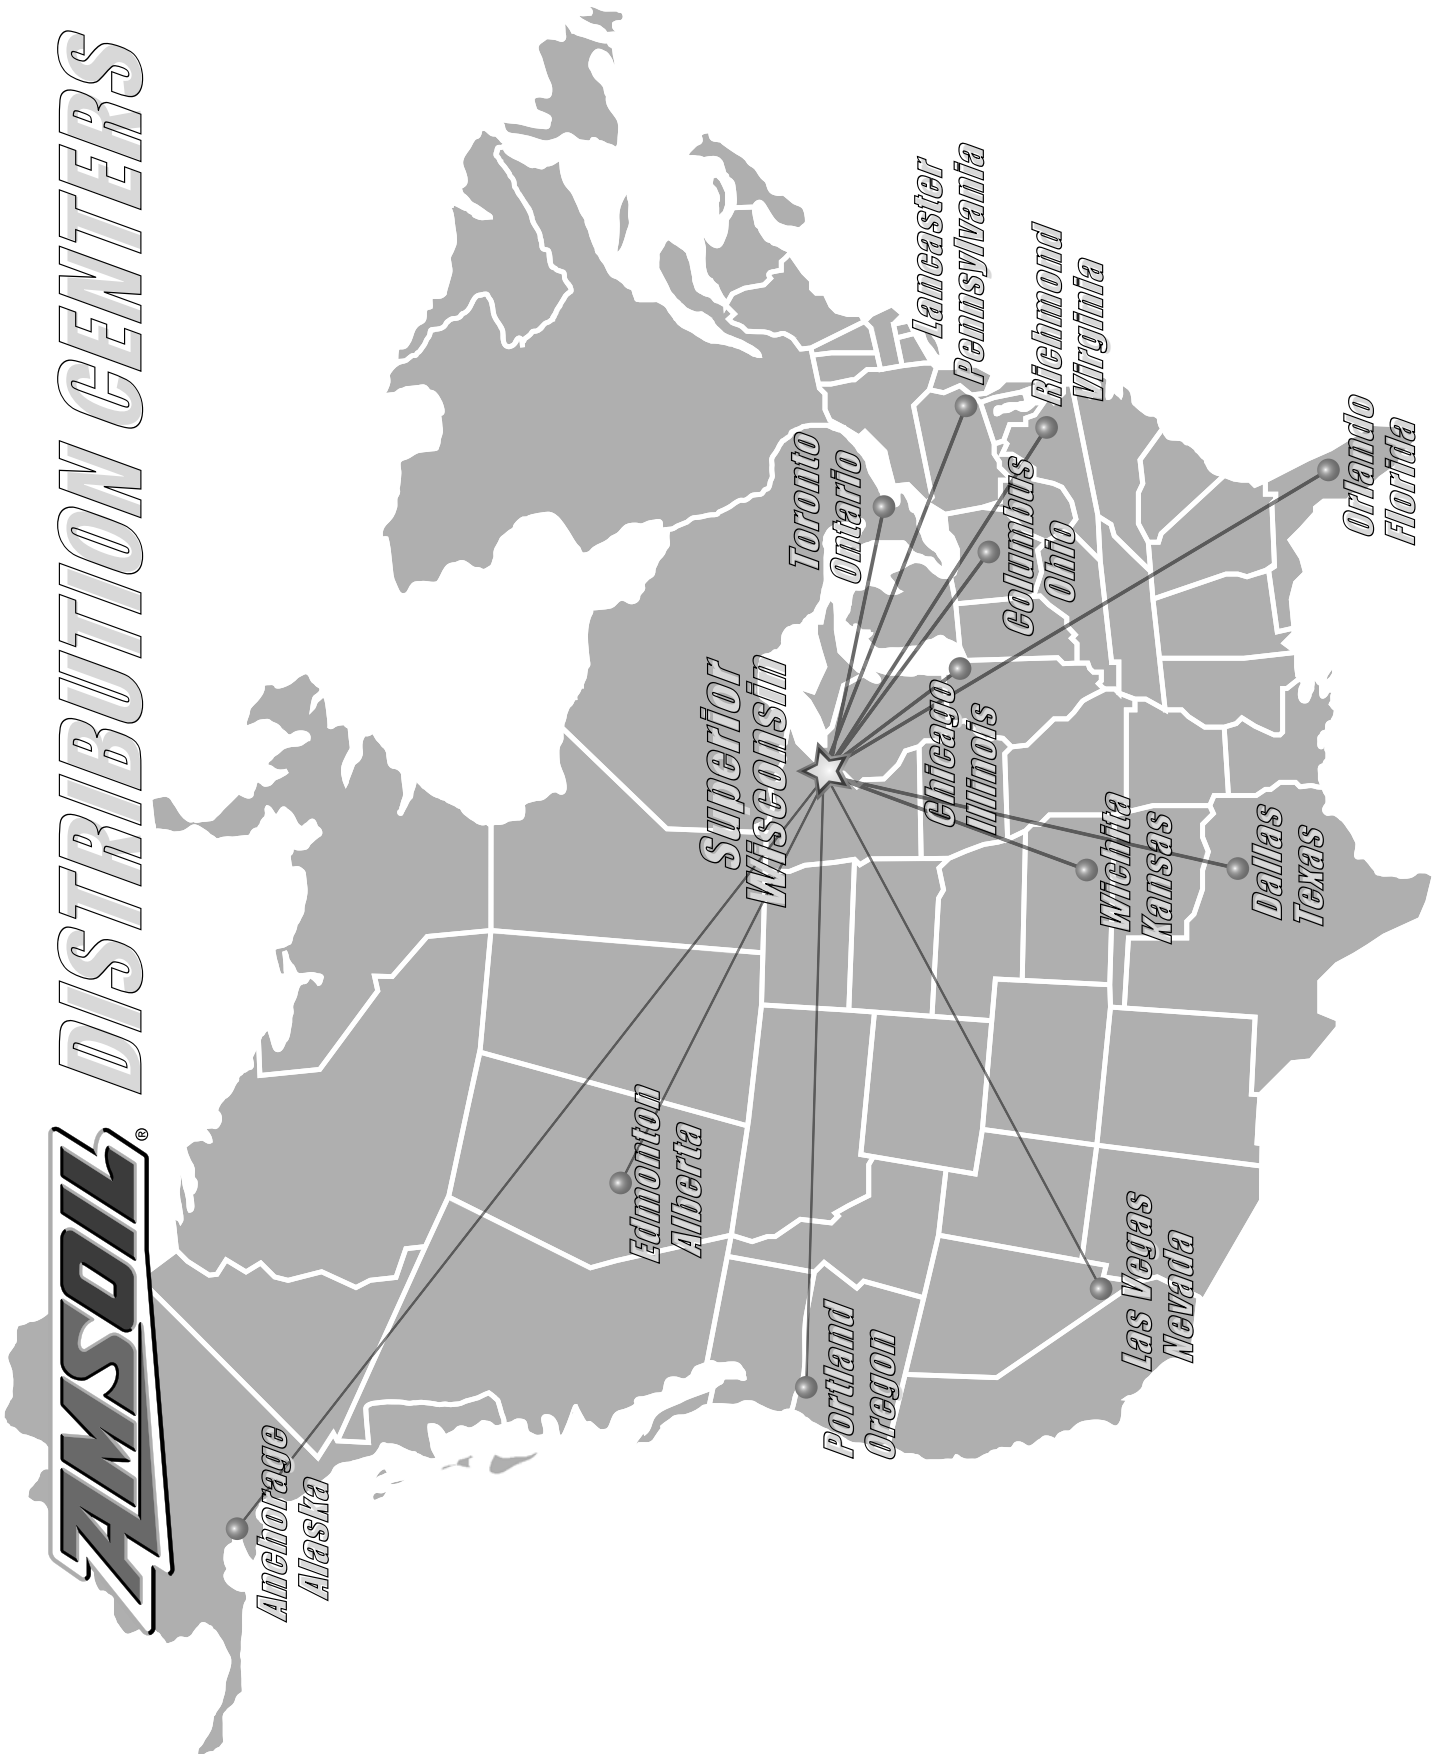 AMSOIL® DISTRIBUTION CENTERS
Anchorage
Alaska
Edmonton
Alberta
Superior
Wisconsin
Toronto
Ontario
Portland
Oregon
Chicago
Illinois
Lancaster
Pennsylvania
Columbus
Ohio
Richmond
Virginia
Wichita
Kansas
Las Vegas
Nevada
Dallas
Texas
Orlando
Florida